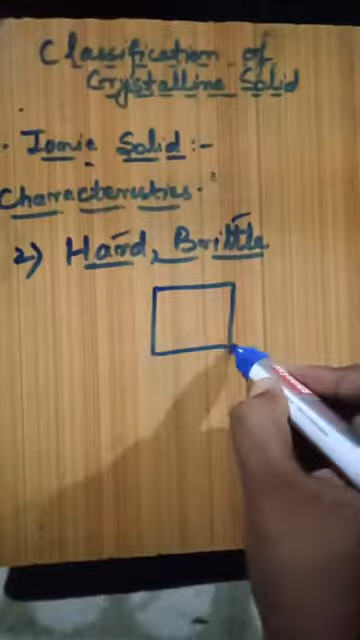 Classification of
Crystalline Solid
· Ionic Solid :-
Characteristics ·
2) Hard, Brittle